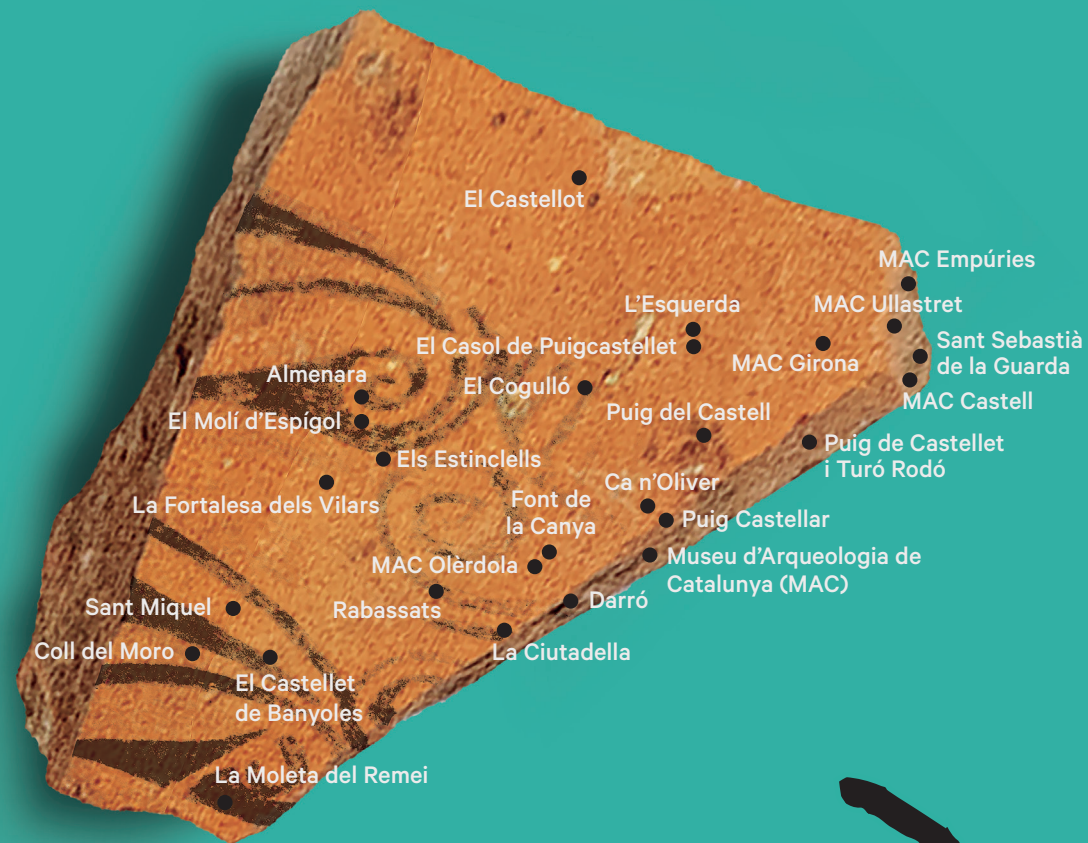 El Castellot
MAC Empúries
L'Esquerda
MAC Ullastret
El Casol de Puigcastellet
Sant Sebastià
de la Guarda
MAC Girona
Almenara
El Cogulló
MAC Castell
El Molí d'Espígol
Puig del Castell
Puig de Castellet
i Turó Rodó
Els Estinclells
Ca n'Oliver
La Fortalesa dels Vilars
Font de
la Canya
Puig Castellar
MAC Olèrdola
Museu d'Arqueologia de
Catalunya (MAC)
Sant Miquel
Rabassats
Darró
Coll del Moro
La Ciutadella
El Castellet
de Banyoles
La Moleta del Remei